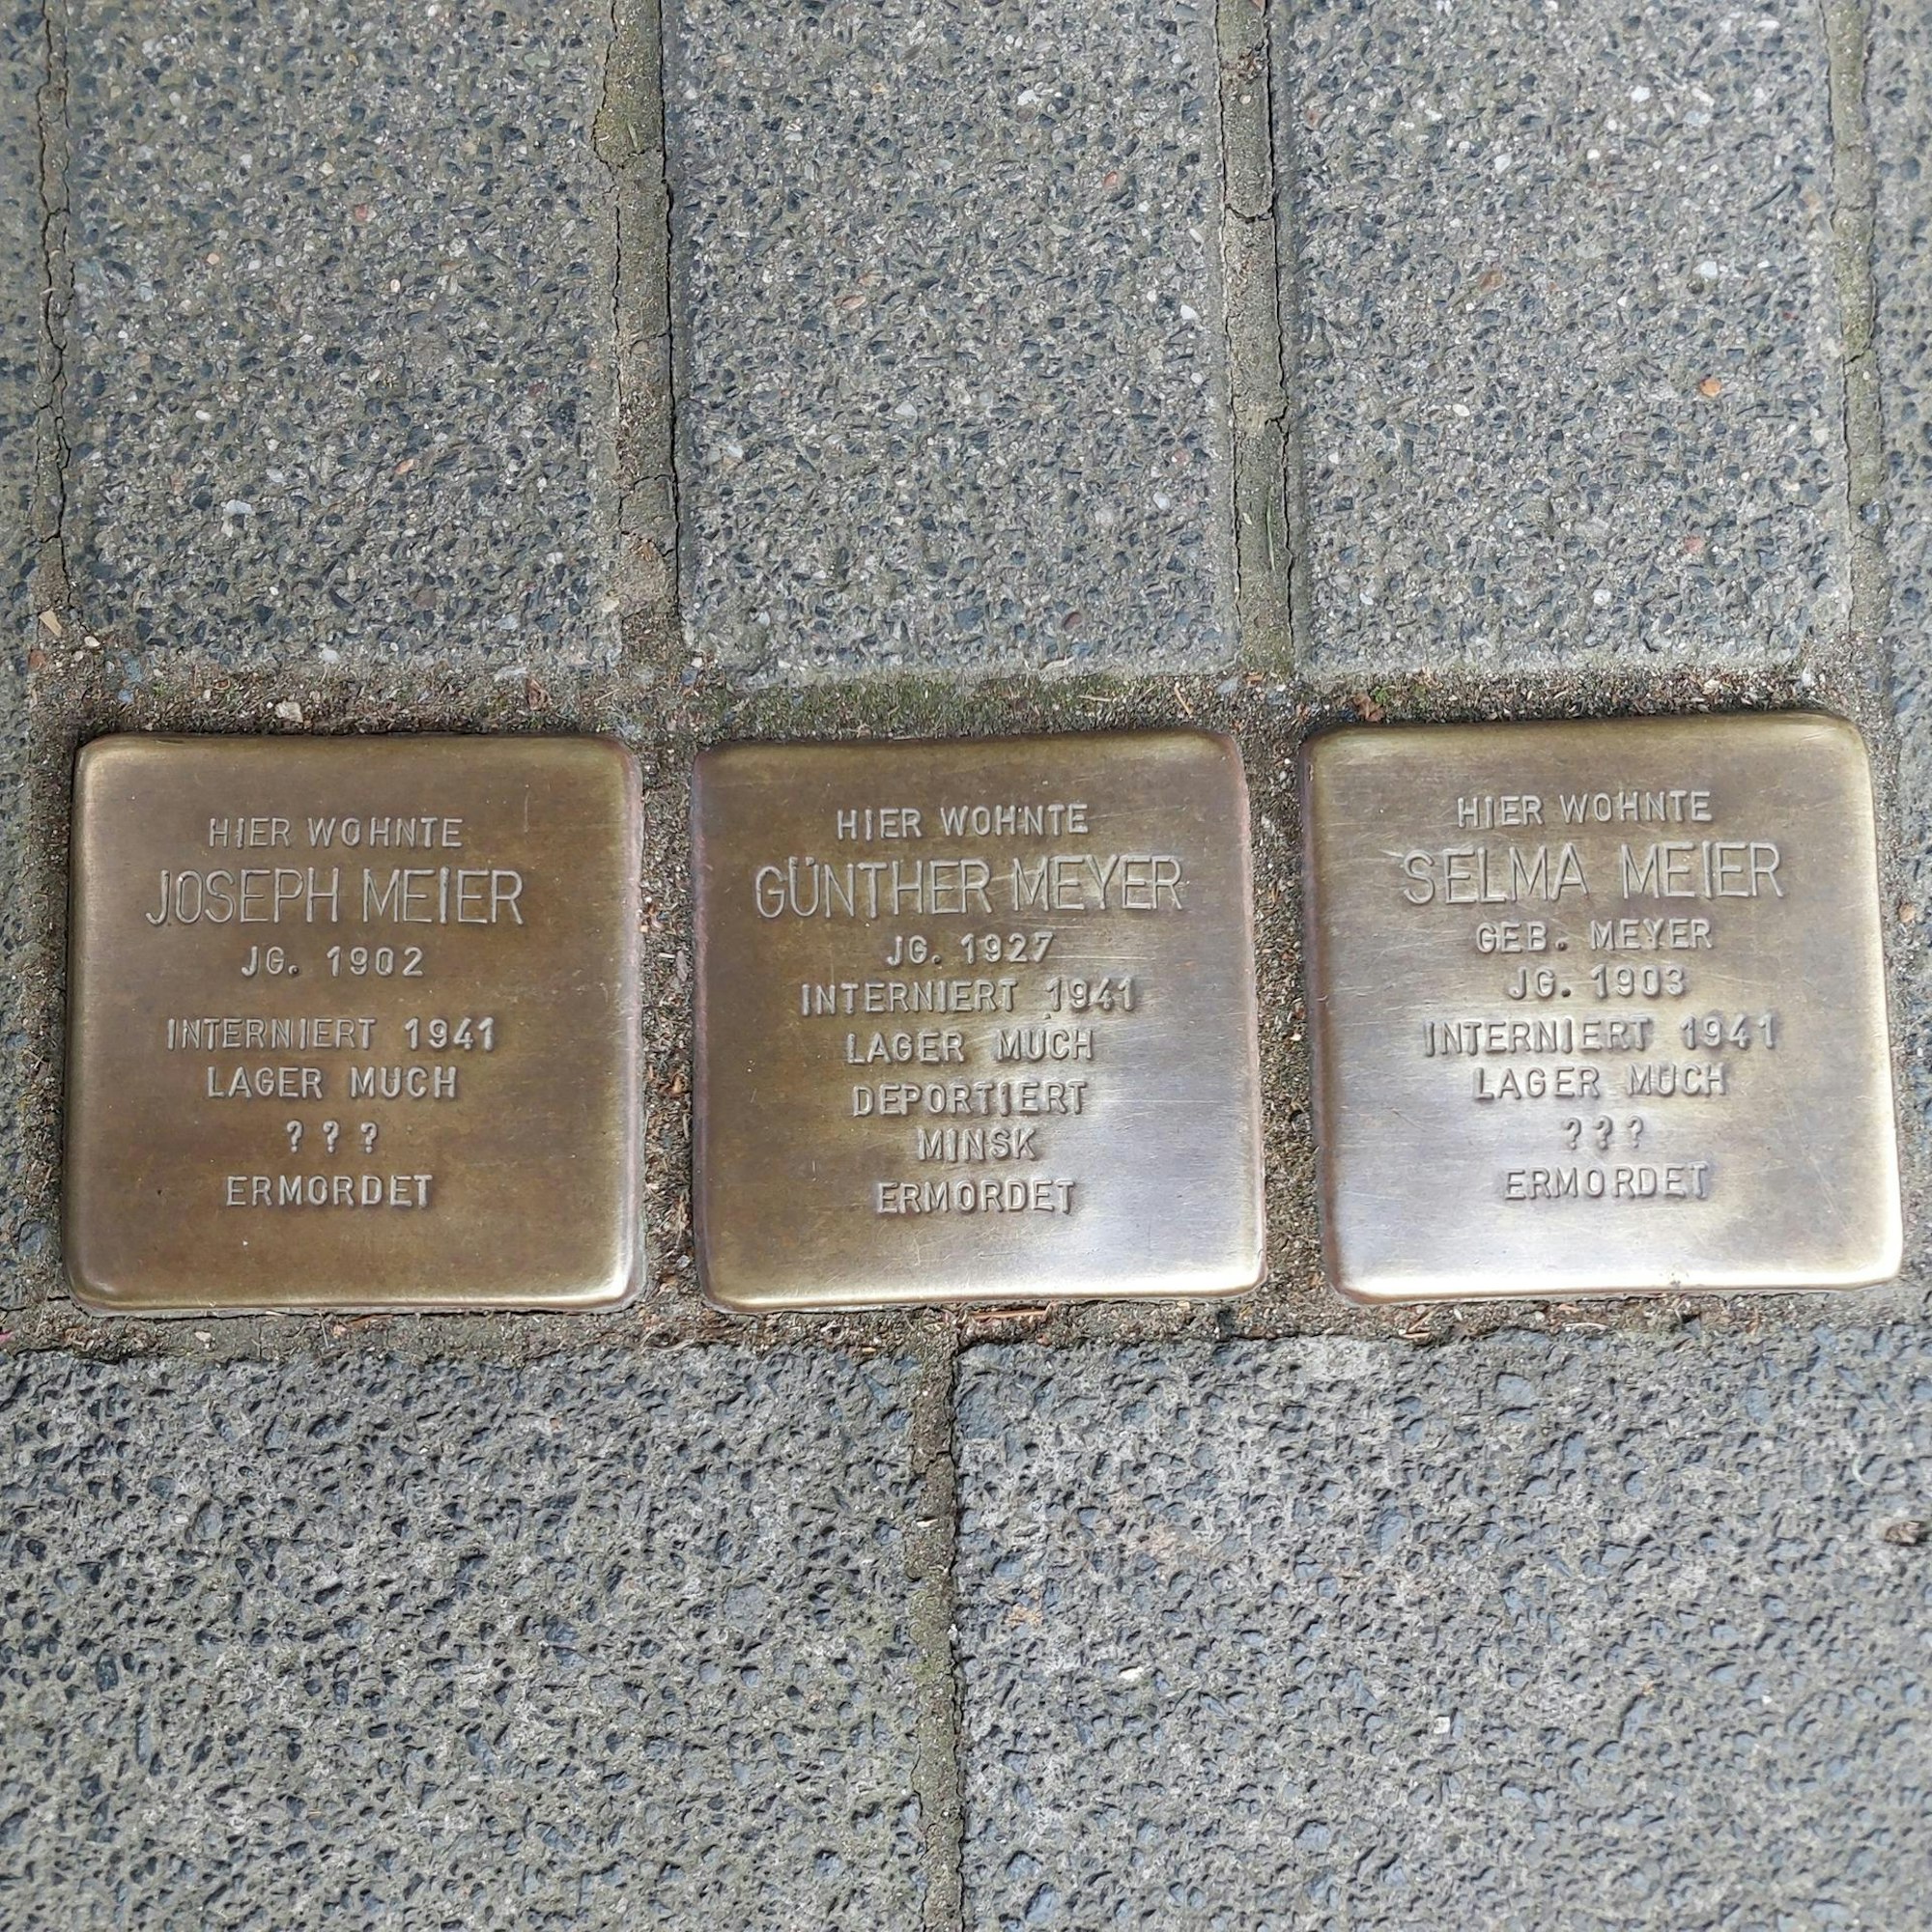 HIER WOHNTE
JOSEPH MEIER
JG. 1902
INTERNIERT 1941
LAGER MUCH
? ? ?
ERMORDET
HIER WOHNTE
GÜNTHER MEYER
JG. 1927
INTERNIERT 1941
LAGER MUCH
DEPORTIERT
MINSK
ERMORDET
HIER WOHNTE
SELMA MEIER
GEB. MEYER
JG. 1903
INTERNIERT 1941
LAGER MUCH
???
ERMORDET